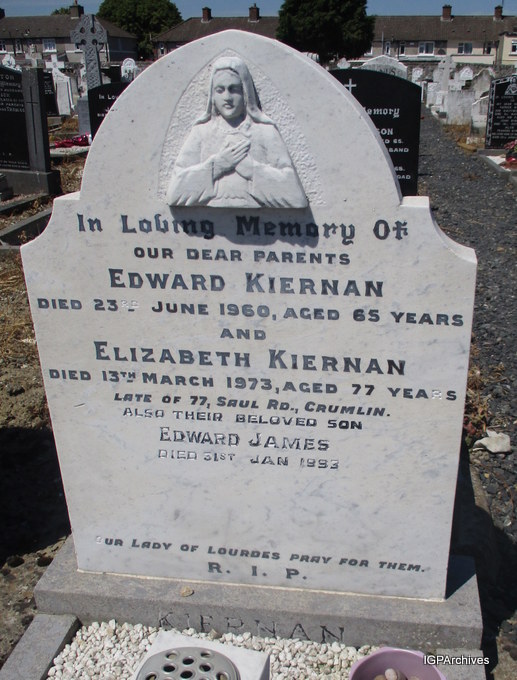 In Loving Memory Of
OUR DEAR PARENTS
EDWARD KIERNAN
DIED 23RD JUNE 1960, AGED 65 YEARS
AND
ELIZABETH KIERNAN
DIED 13TH MARCH 1973, AGED 77 YEARS
LATE OF 77, SAUL RD., CRUMLIN.
ALSO THEIR BELOVED SON
EDWARD JAMES
DIED 31ST JAN 1993
OUR LADY OF LOURDES PRAY FOR THEM.
R. I. P.
KIERNAN
Memory
IGPArchives